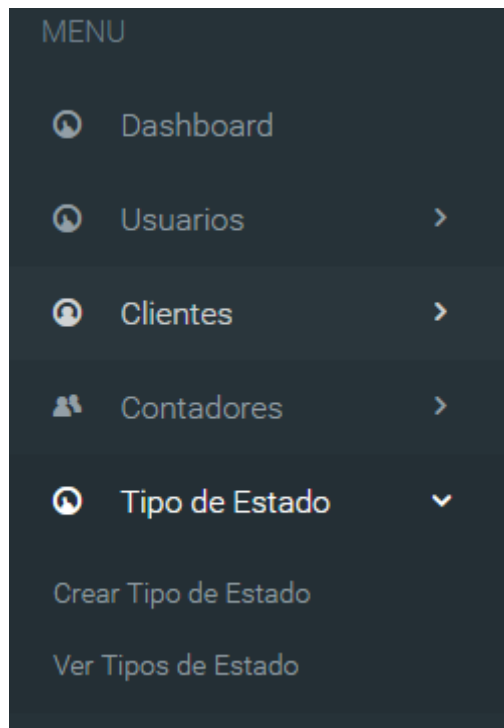 MENU
Dashboard
Usuarios
Clientes
Contadores
Tipo de Estado
Crear Tipo de Estado
Ver Tipos de Estado